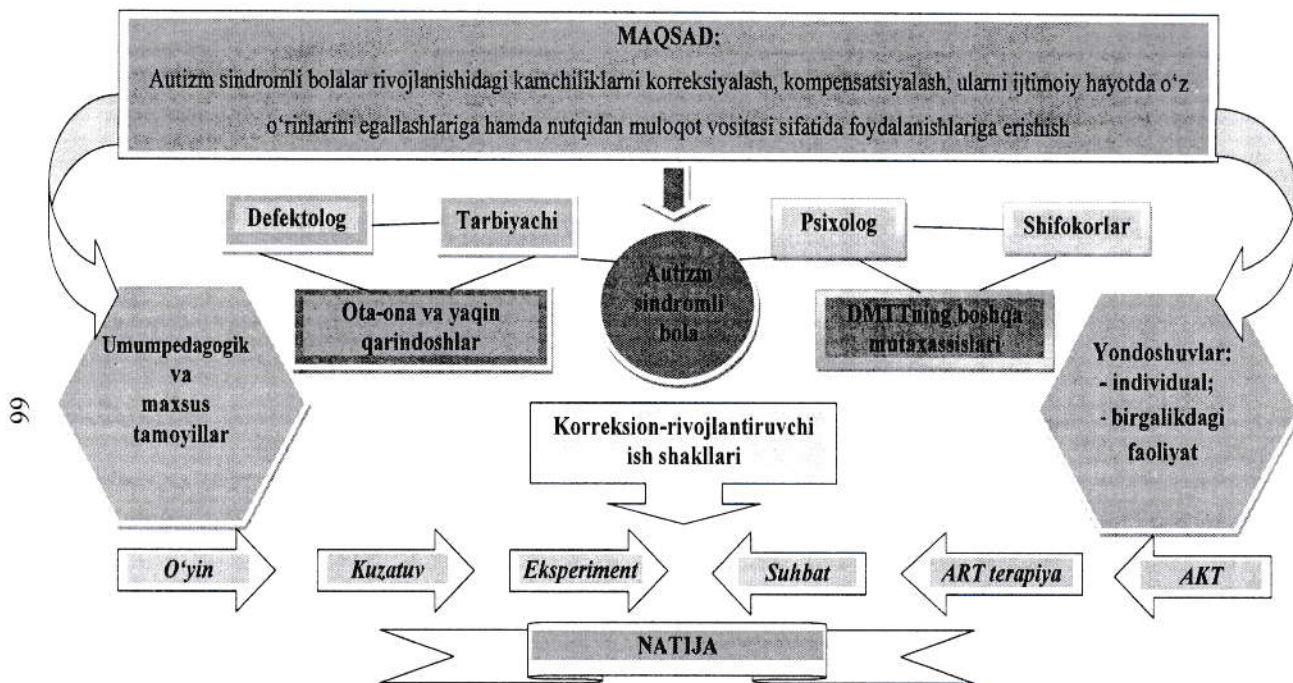 MAQSAD:
Autizm sindromli bolalar rivojlanishidagi kamchiliklarni korreksiyalash, kompensatsiyalash, ularni ijtimoiy hayotda o‘z
o‘rinlarini egallashlariga hamda nutqidan muloqot vositasi sifatida foydalanishlariga erishish
Defektolog
Tarbiyachi
Psixolog
Shifokorlar
Autizm
sindromli
bola
Ota-ona va yaqin
qarindoshlar
DMTTning boshqa
mutaxassislari
Umumpedagogik
va
maxsus
tamoyillar
Yondoshuvlar:
- individual;
- birgalikdagi
faoliyat
66
Korreksion-rivojlantiruvchi
ish shakllari
O‘yin
Kuzatuv
Eksperiment
Suhbat
ART terapiya
AKT
NATIJA